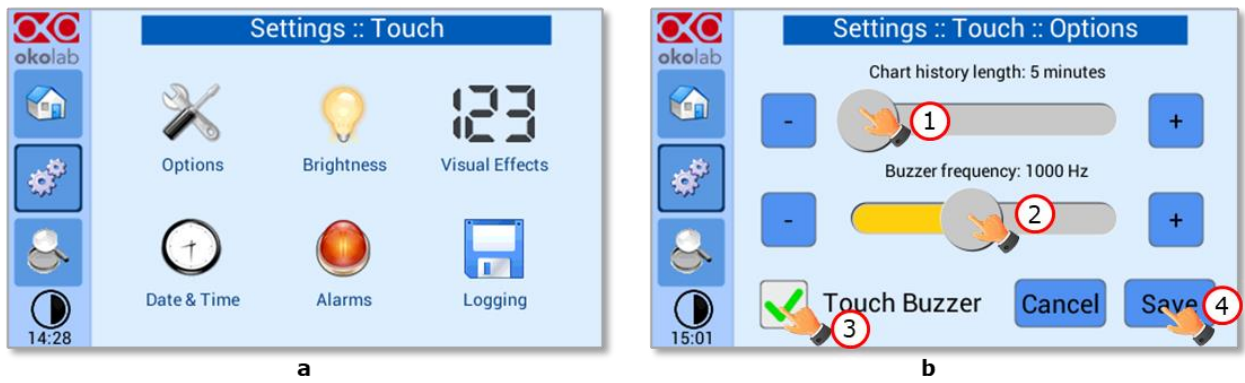 Settings :: Touch
okolab
Options
Brightness
123
Visual Effects
Date & Time
Alarms
Logging
14:28
a
Settings :: Touch :: Options
okolab
Chart history length: 5 minutes
-
1
+
Buzzer frequency: 1000 Hz
-
2
+
Touch Buzzer
Cancel
Save
3
4
15:01
b